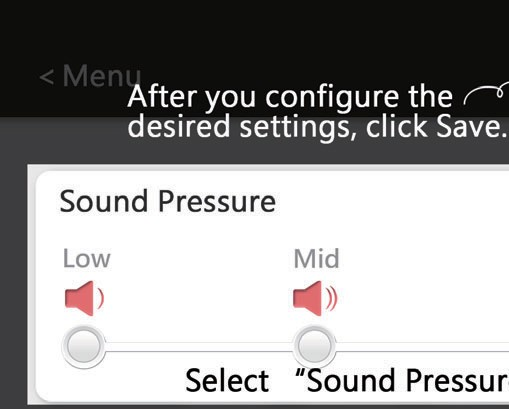 < Menu
After you configure the
desired settings, click Save.
Sound Pressure
Low Mid
Select "Sound Pressur